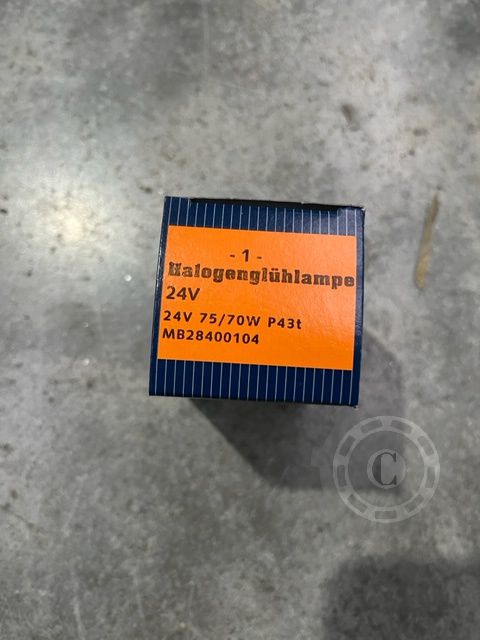 - 1 -
Halogenglühlampe
24V
24V 75/70W P43t
MB28400104
C